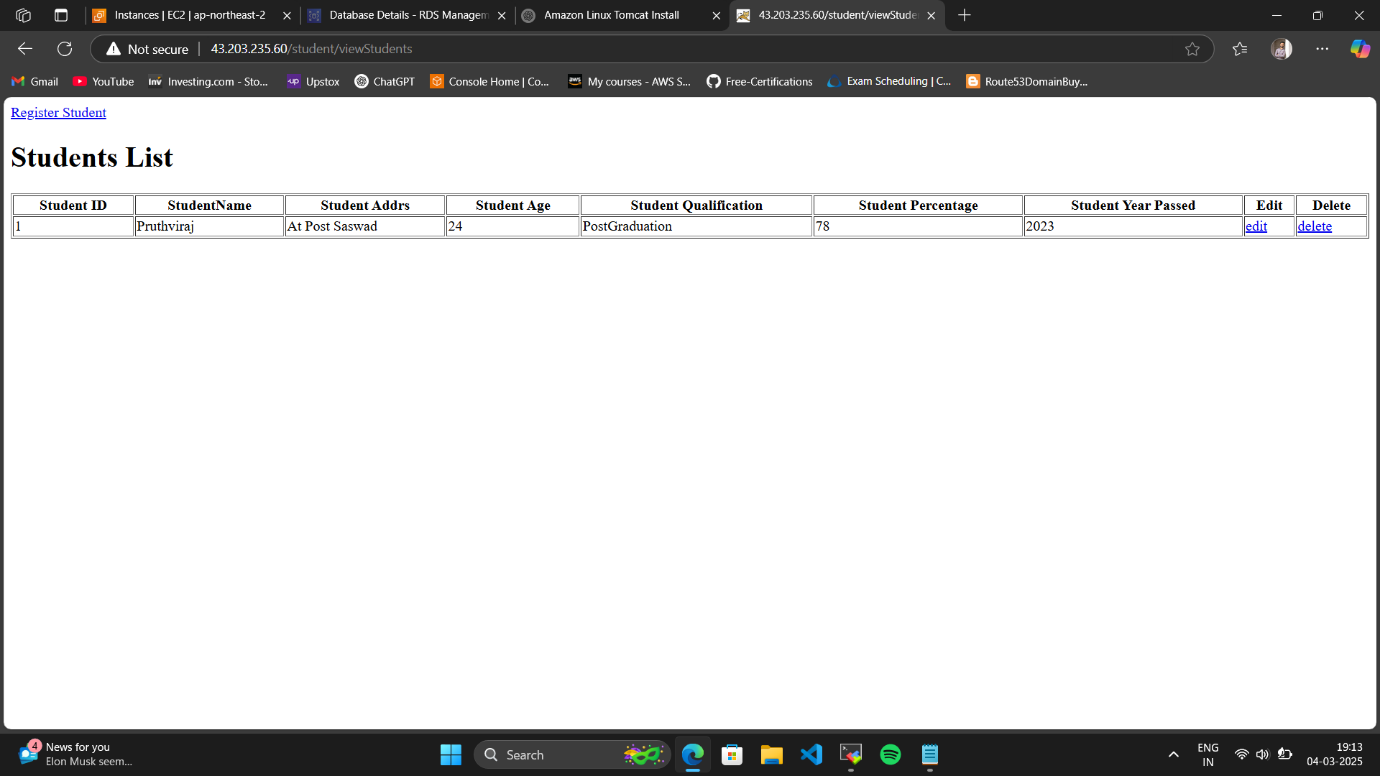 Instances | EC2 | ap-northeast-2
Database Details - RDS Managem
Amazon Linux Tomcat Install
43.203.235.60/student/viewStude
Not secure
43.203.235.60/student/viewStudents
Gmail
YouTube
inv
Investing.com - Sto...
up
Upstox
ChatGPT
Console Home | Co...
aws
My courses - AWS S...
Free-Certifications
Exam Scheduling | C...
Route53DomainBuy...
Register Student
Students List
Student ID StudentName Student Addrs Student Age Student Qualification Student Percentage Student Year Passed Edit Delete
1 Pruthviraj At Post Saswad 24 PostGraduation 78 2023 edit delete
4
News for you
Elon Musk seem...
Search
ENG
IN
19:13
04-03-2025